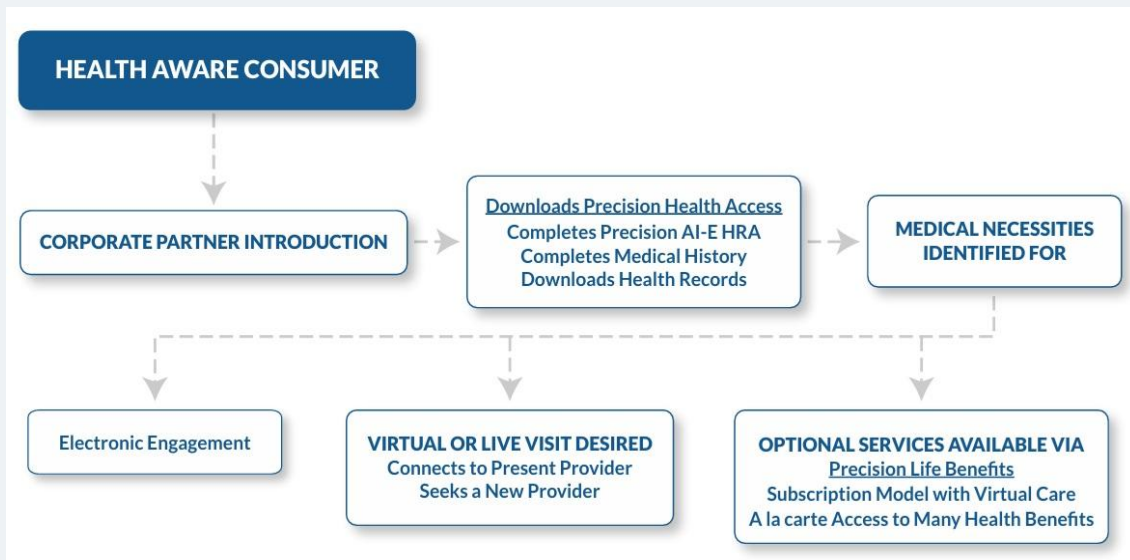 HEALTH AWARE CONSUMER
CORPORATE PARTNER INTRODUCTION
Downloads Precision Health Access
Completes Precision AI-E HRA
Completes Medical History
Downloads Health Records
MEDICAL NECESSITIES
IDENTIFIED FOR
Electronic Engagement
VIRTUAL OR LIVE VISIT DESIRED
Connects to Present Provider
Seeks a New Provider
OPTIONAL SERVICES AVAILABLE VIA
Precision Life Benefits
Subscription Model with Virtual Care
A la carte Access to Many Health Benefits